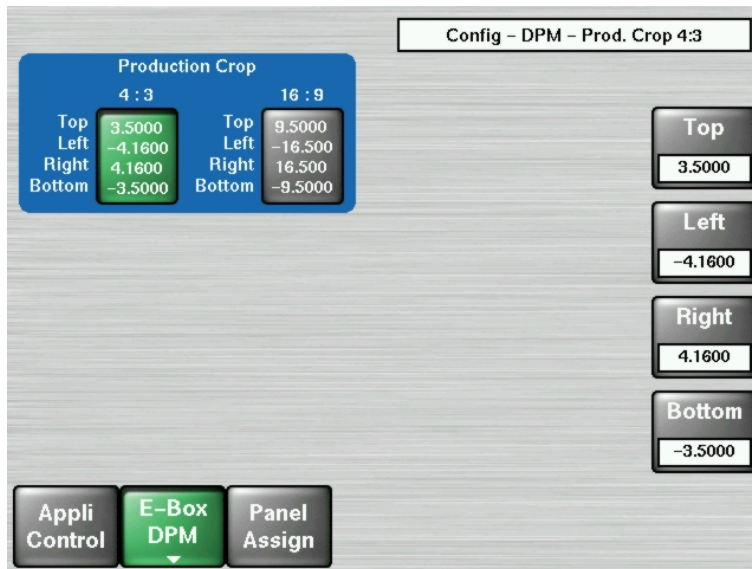 Config – DPM – Prod. Crop 4:3
Production Crop
4 : 3
16 : 9
Top 3.5000
Left –4.1600
Right 4.1600
Bottom –3.5000
Top 9.5000
Left –16.500
Right 16.500
Bottom –9.5000
Top
3.5000
Left
–4.1600
Right
4.1600
Bottom
–3.5000
Appli
Control
E–Box
DPM
Panel
Assign